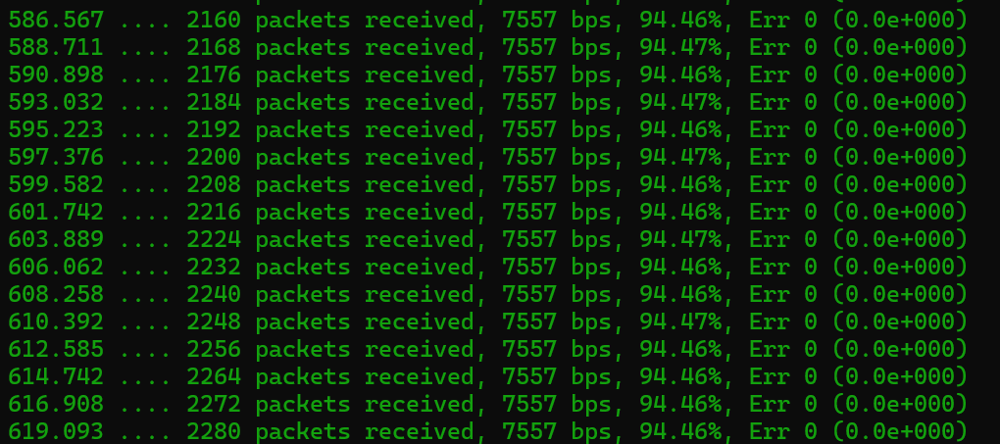 586.567 .... 2160 packets received, 7557 bps, 94.46%, Err 0 (0.0e+000)
588.711 .... 2168 packets received, 7557 bps, 94.47%, Err 0 (0.0e+000)
590.898 .... 2176 packets received, 7557 bps, 94.46%, Err 0 (0.0e+000)
593.032 .... 2184 packets received, 7557 bps, 94.47%, Err 0 (0.0e+000)
595.223 .... 2192 packets received, 7557 bps, 94.46%, Err 0 (0.0e+000)
597.376 .... 2200 packets received, 7557 bps, 94.47%, Err 0 (0.0e+000)
599.582 .... 2208 packets received, 7557 bps, 94.46%, Err 0 (0.0e+000)
601.742 .... 2216 packets received, 7557 bps, 94.46%, Err 0 (0.0e+000)
603.889 .... 2224 packets received, 7557 bps, 94.47%, Err 0 (0.0e+000)
606.062 .... 2232 packets received, 7557 bps, 94.46%, Err 0 (0.0e+000)
608.258 .... 2240 packets received, 7557 bps, 94.46%, Err 0 (0.0e+000)
610.392 .... 2248 packets received, 7557 bps, 94.47%, Err 0 (0.0e+000)
612.585 .... 2256 packets received, 7557 bps, 94.46%, Err 0 (0.0e+000)
614.742 .... 2264 packets received, 7557 bps, 94.46%, Err 0 (0.0e+000)
616.908 .... 2272 packets received, 7557 bps, 94.46%, Err 0 (0.0e+000)
619.093 .... 2280 packets received, 7557 bps, 94.46%, Err 0 (0.0e+000)